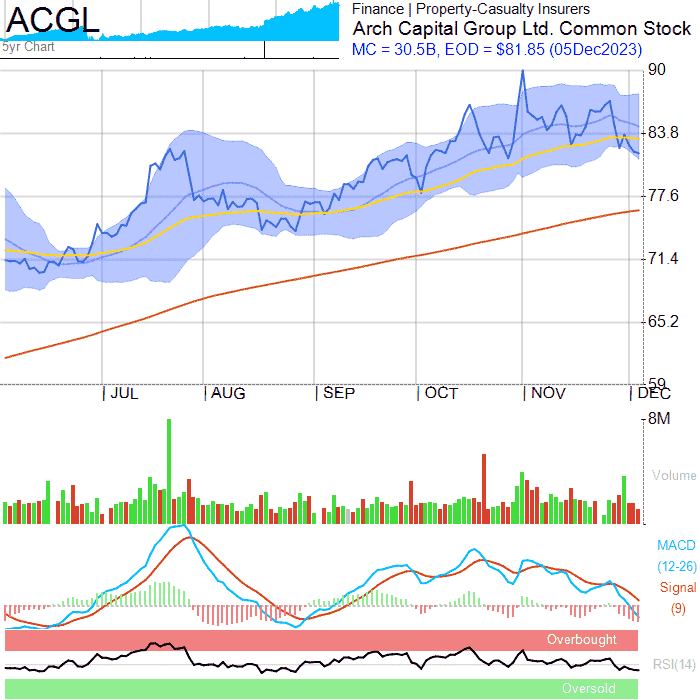 ACGL
5yr Chart
Finance | Property-Casualty Insurers
Arch Capital Group Ltd. Common Stock
MC = 30.5B, EOD = $81.85 (05Dec2023)
90
83.8
77.6
71.4
65.2
59
JUL AUG SEP OCT NOV DEC
8M
Volume
MACD
(12-26)
Signal
(9)
Overbought
RSI(14)
Oversold